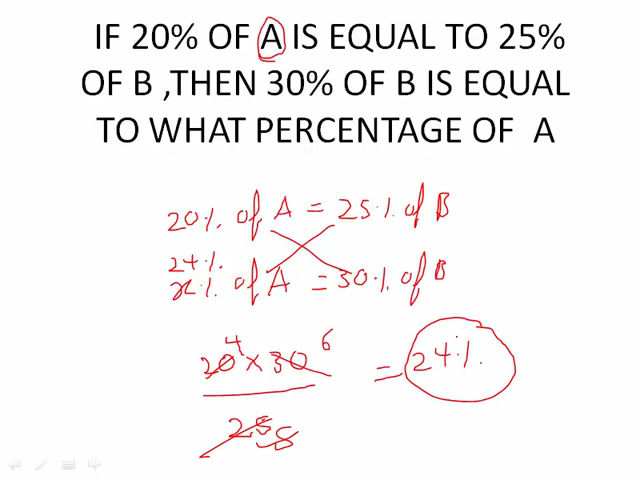 IF 20% OF A IS EQUAL TO 25%
OF B ,THEN 30% OF B IS EQUAL
TO WHAT PERCENTAGE OF A
20% of A = 25% of B
24%
x% of A = 30% of B
4 6
20 × 30 = 24%
25 5